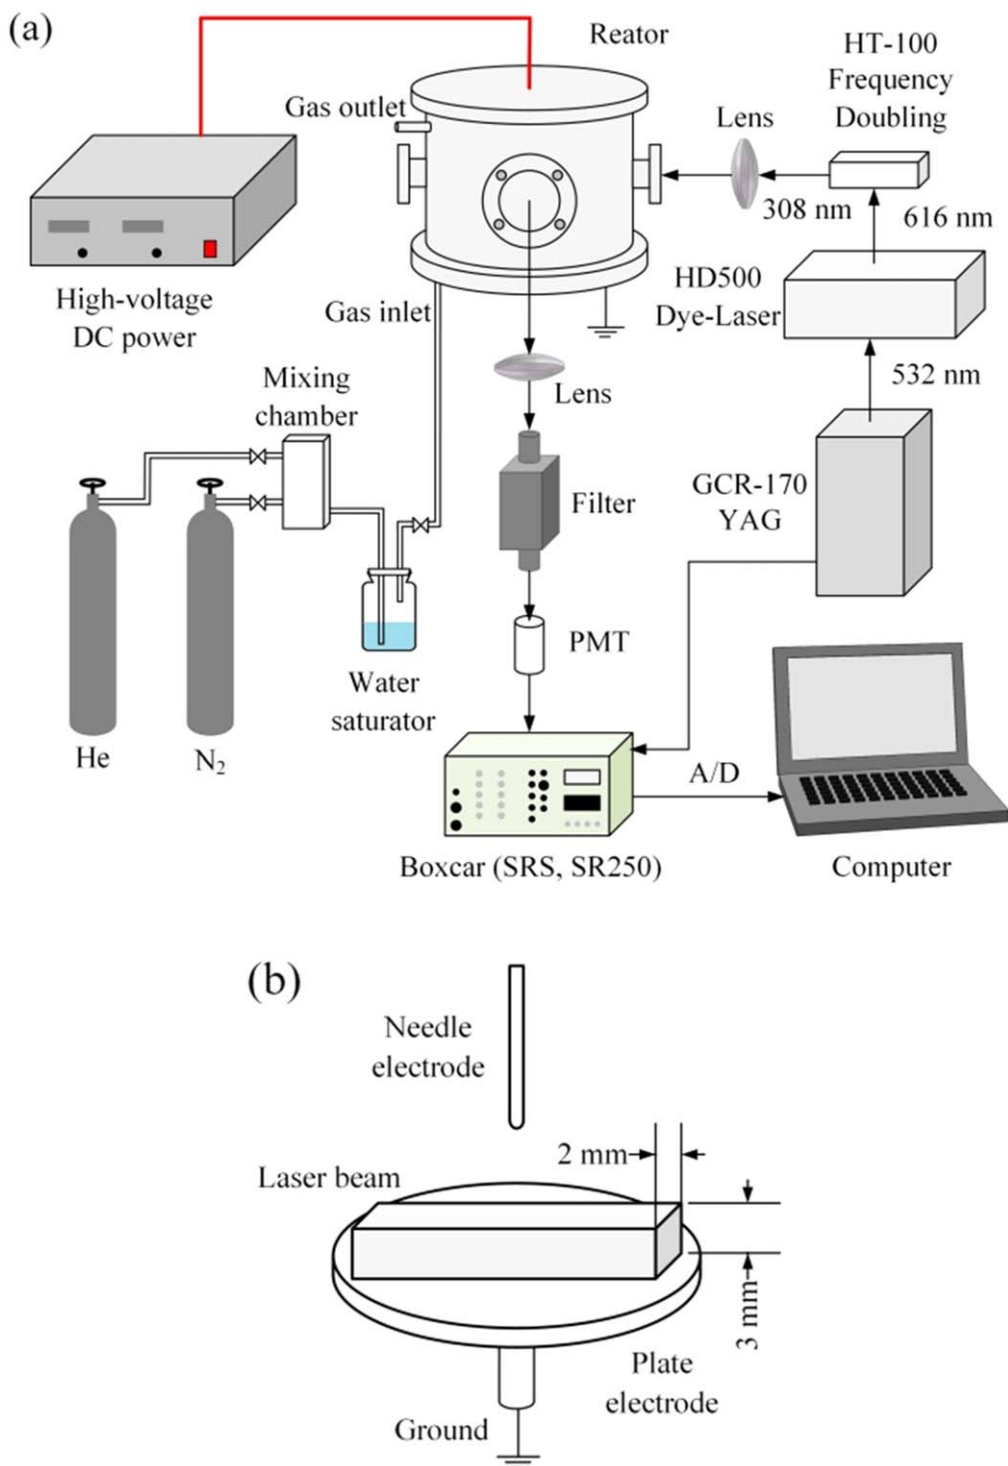 (a)
Reator
HT-100
Frequency
Doubling
Gas outlet
Lens
308 nm
616 nm
High-voltage
DC power
Gas inlet
HD500
Dye-Laser
532 nm
Mixing
chamber
Lens
GCR-170
YAG
Filter
PMT
Water
saturator
He
N₂
A/D
Boxcar (SRS, SR250)
Computer
(b)
Needle
electrode
2 mm
Laser beam
3 mm
Plate
electrode
Ground